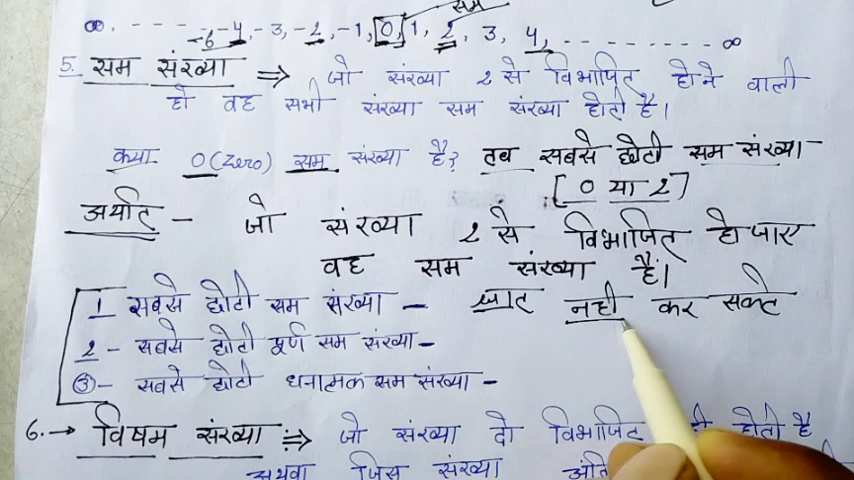 सम
∞. - - - - -6 -4, -3, -2, -1, 0, 1, 2, 3, 4, - - - - - - - - ∞
5. सम संख्या ⇒ जो संख्या 2 से विभाजित होने वाली
हो वह सभी संख्या सम संख्या होती है।
क्या 0(Zero) सम संख्या है? तब सबसे छोटी सम संख्या
[0 या 2]
अर्थात - जो संख्या 2 से विभाजित हो जाए
वह सम संख्या है।
1 सबसे छोटी सम संख्या - ज्ञात नही कर सकते
2 - सबसे छोटी पूर्ण सम संख्या -
③ - सबसे छोटी धनात्मक सम संख्या -
6. → विषम संख्या ⇒ जो संख्या दो विभाजित होती है
अथवा जिस संख्या